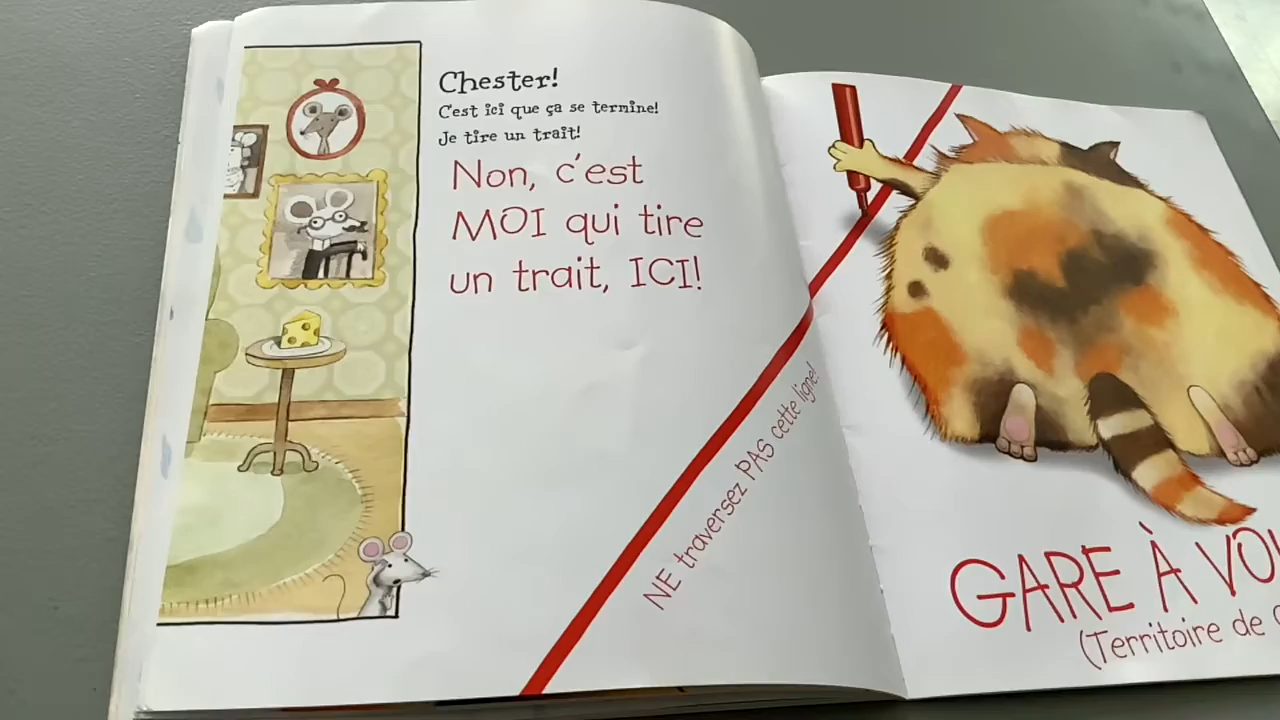 Chester!
C'est ici que ça se termine!
Je tire un trait!
Non, c'est
MOI qui tire
un trait, ICI!
NE traversez PAS cette ligne!
GARE À
(Territoire de